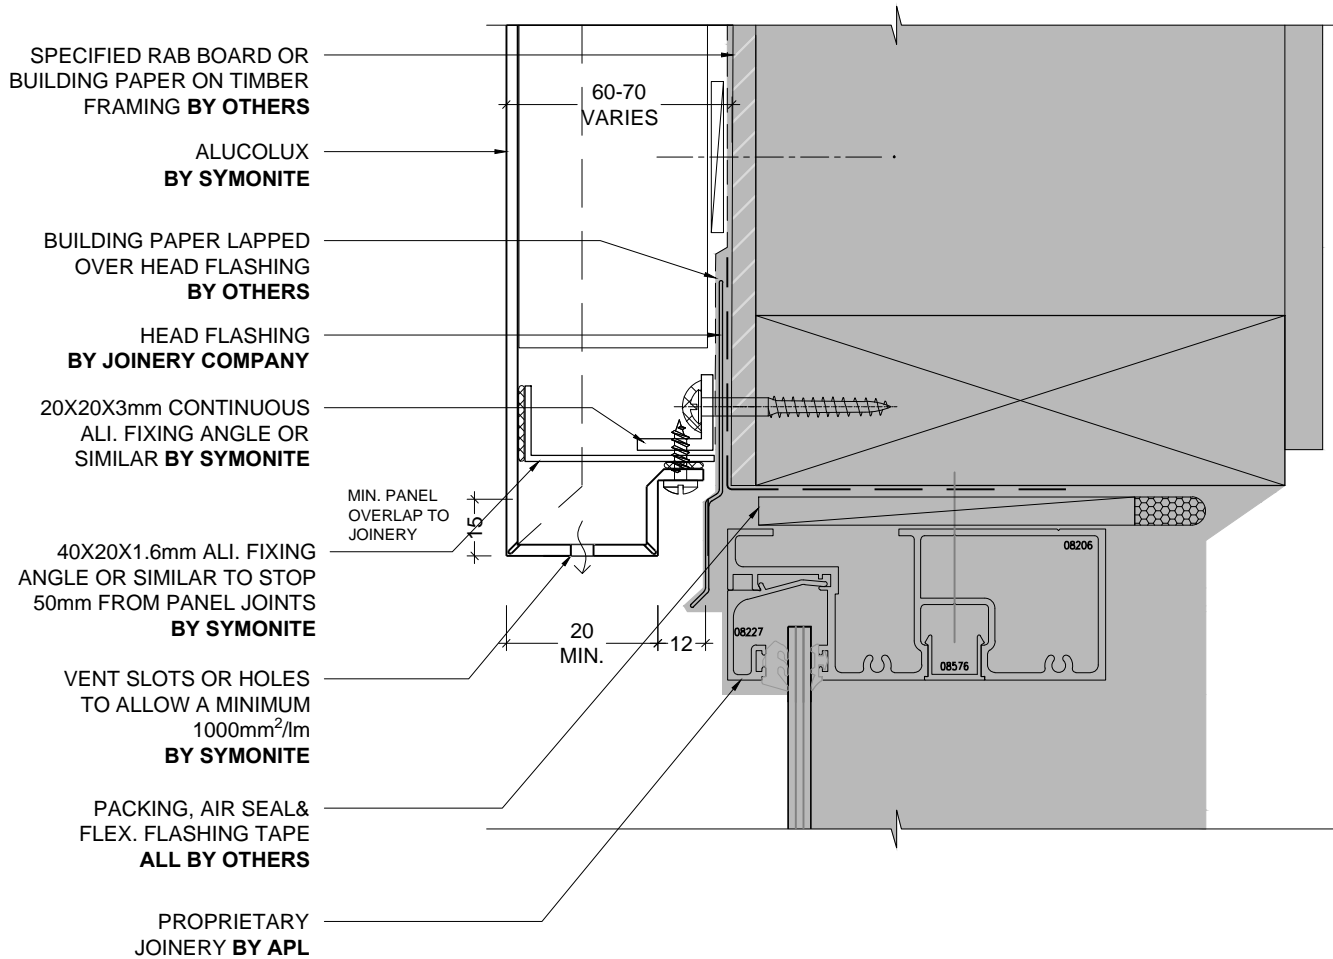 SPECIFIED RAB BOARD OR
BUILDING PAPER ON TIMBER
FRAMING BY OTHERS
60-70
VARIES
ALUCOLUX
BY SYMONITE
BUILDING PAPER LAPPED
OVER HEAD FLASHING
BY OTHERS
HEAD FLASHING
BY JOINERY COMPANY
20X20X3mm CONTINUOUS
ALI. FIXING ANGLE OR
SIMILAR BY SYMONITE
MIN. PANEL
OVERLAP TO
JOINERY
15
40X20X1.6mm ALI. FIXING
ANGLE OR SIMILAR TO STOP
50mm FROM PANEL JOINTS
BY SYMONITE
08206
08227
08576
20
MIN.
12
VENT SLOTS OR HOLES
TO ALLOW A MINIMUM
1000mm²/lm
BY SYMONITE
PACKING, AIR SEAL&
FLEX. FLASHING TAPE
ALL BY OTHERS
PROPRIETARY
JOINERY BY APL